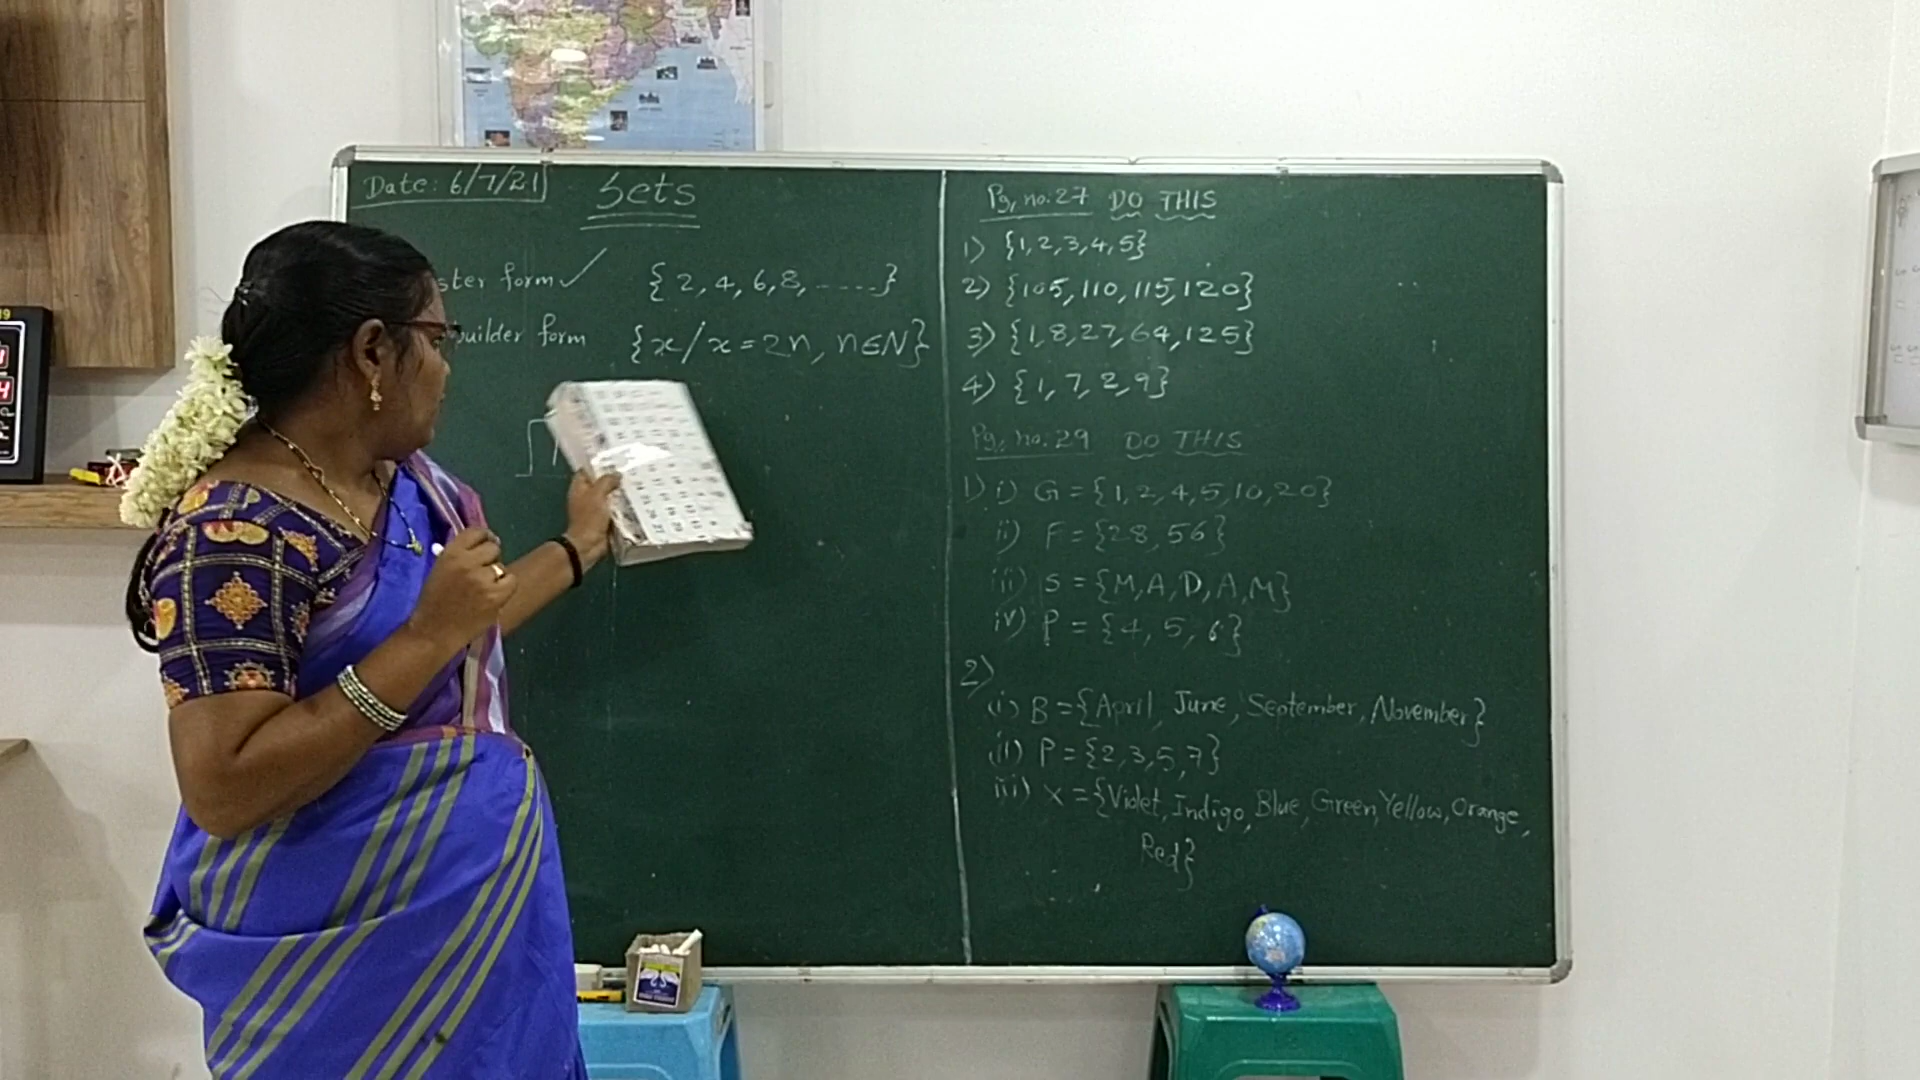 Date: 6/7/21
Sets
ster form ✓ {2, 4, 6, 8, ......}
builder form {x/x=2n, n∈N}
Pg, no: 27 DO THIS
1) {1, 2, 3, 4, 5}
2) {105, 110, 115, 120}
3) {1, 8, 27, 64, 125}
4) {1, 7, 2, 9}
Pg, no: 29 DO THIS
1) i) G = {1, 2, 4, 5, 10, 20}
ii) F = {28, 56}
iii) S = {M, A, D, A, M}
iv) P = {4, 5, 6}
2)
(i) B = {April, June, September, November}
(ii) P = {2, 3, 5, 7}
iii) X = {Violet, Indigo, Blue, Green, Yellow, Orange,
Red}